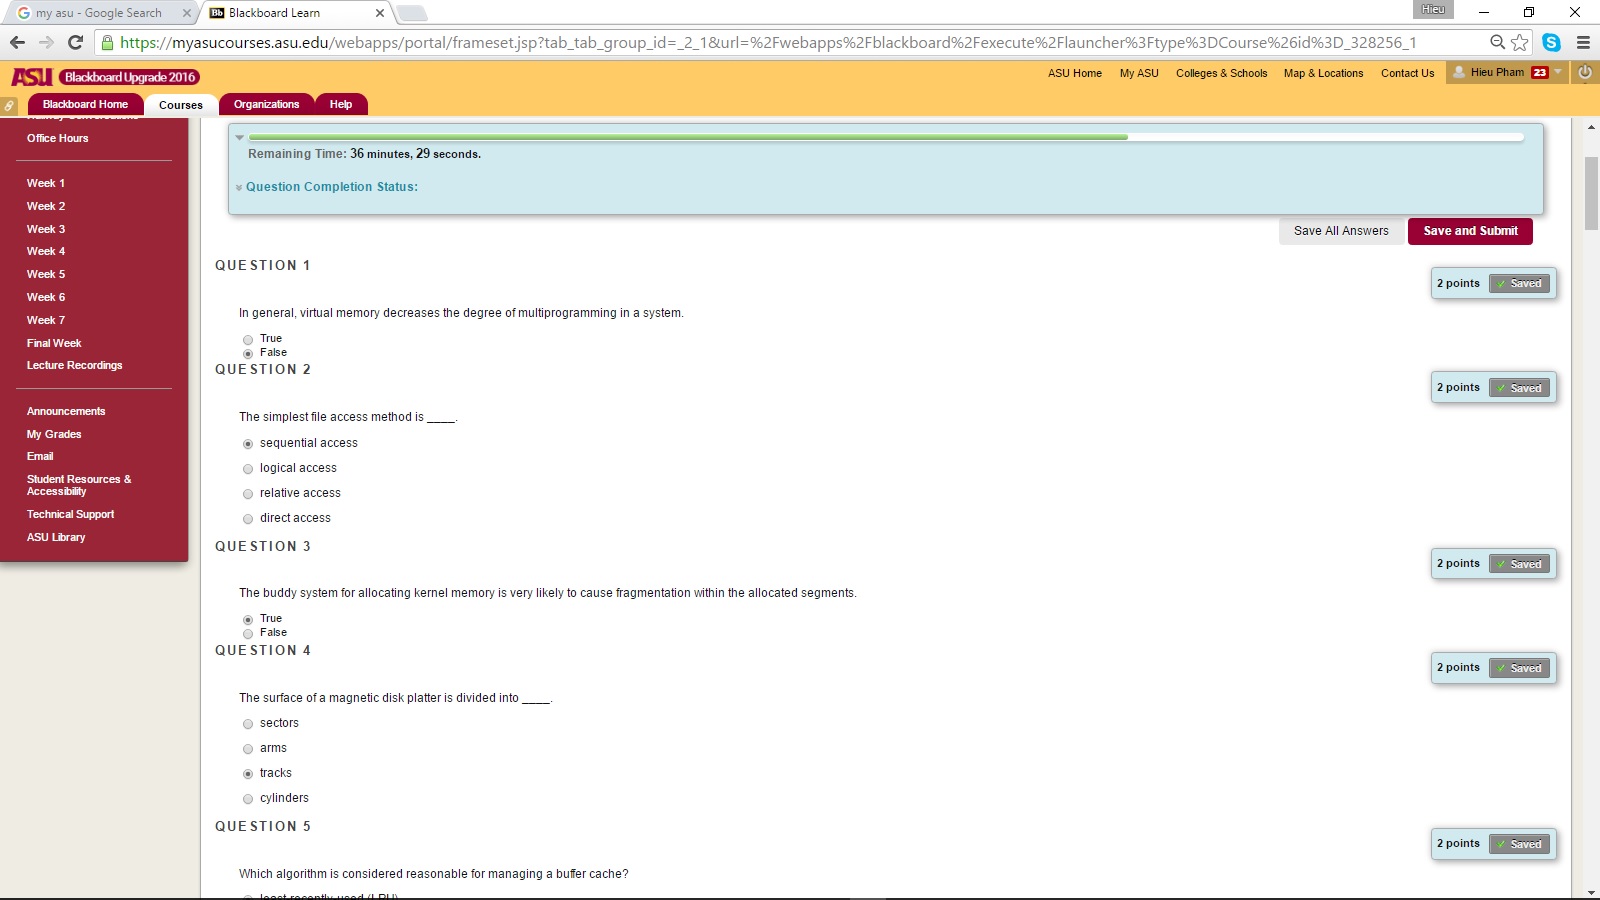 my asu - Google Search
Blackboard Learn
Hieu
https://myasucourses.asu.edu/webapps/portal/frameset.jsp?tab_tab_group_id=_2_1&url=%2Fwebapps%2Fblackboard%2Fexecute%2Flauncher%3Ftype%3DCourse%26id%3D_328256_1
ASU Blackboard Upgrade 2016
ASU Home My ASU Colleges & Schools Map & Locations Contact Us Hieu Pham 23
Blackboard Home Courses Organizations Help
Hallway Conversations
Office Hours
Week 1
Week 2
Week 3
Week 4
Week 5
Week 6
Week 7
Final Week
Lecture Recordings
Announcements
My Grades
Email
Student Resources &
Accessibility
Technical Support
ASU Library
Remaining Time: 36 minutes, 29 seconds.
Question Completion Status:
Save All Answers Save and Submit
QUESTION 1
2 points Saved
In general, virtual memory decreases the degree of multiprogramming in a system.
True
False
QUESTION 2
2 points Saved
The simplest file access method is ____.
sequential access
logical access
relative access
direct access
QUESTION 3
2 points Saved
The buddy system for allocating kernel memory is very likely to cause fragmentation within the allocated segments.
True
False
QUESTION 4
2 points Saved
The surface of a magnetic disk platter is divided into ____.
sectors
arms
tracks
cylinders
QUESTION 5
2 points Saved
Which algorithm is considered reasonable for managing a buffer cache?
least recently used (LRU)